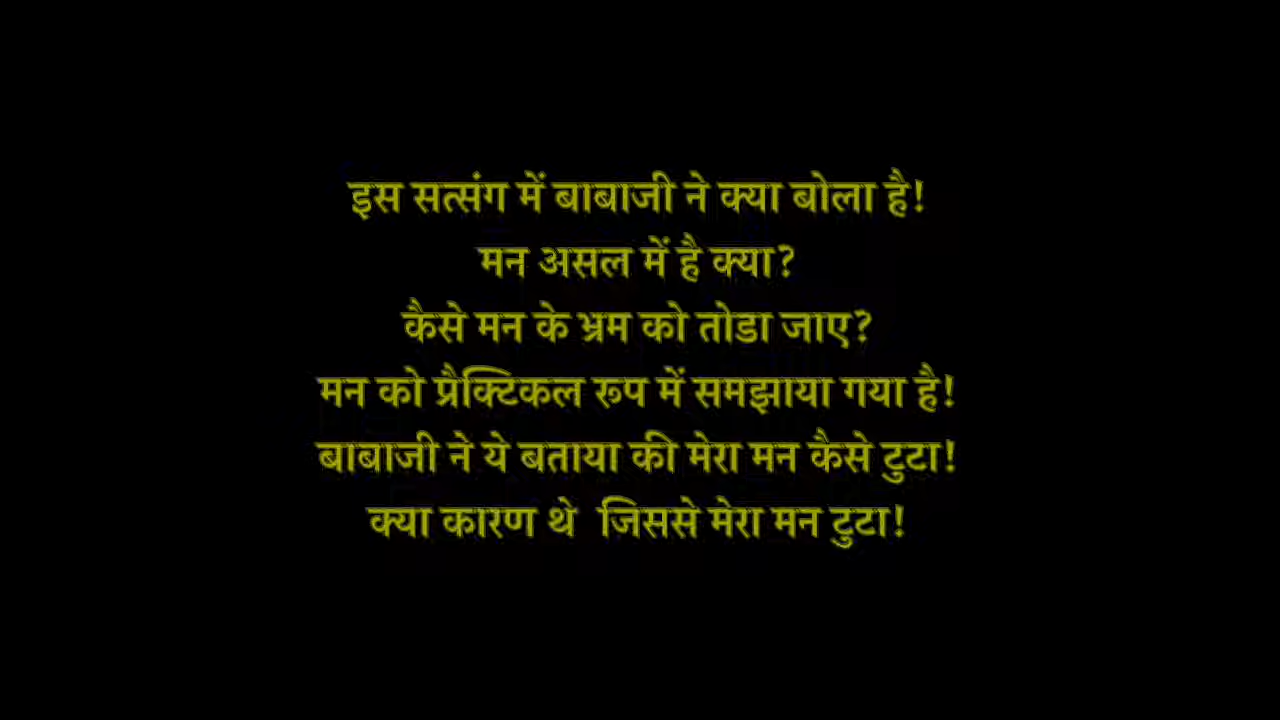 इस सत्संग में बाबाजी ने क्या बोला है!
मन असल में है क्या?
कैसे मन के भ्रम को तोडा जाए?
मन को प्रैक्टिकल रूप में समझाया गया है!
बाबाजी ने ये बताया की मेरा मन कैसे टुटा!
क्या कारण थे  जिससे मेरा मन टुटा!